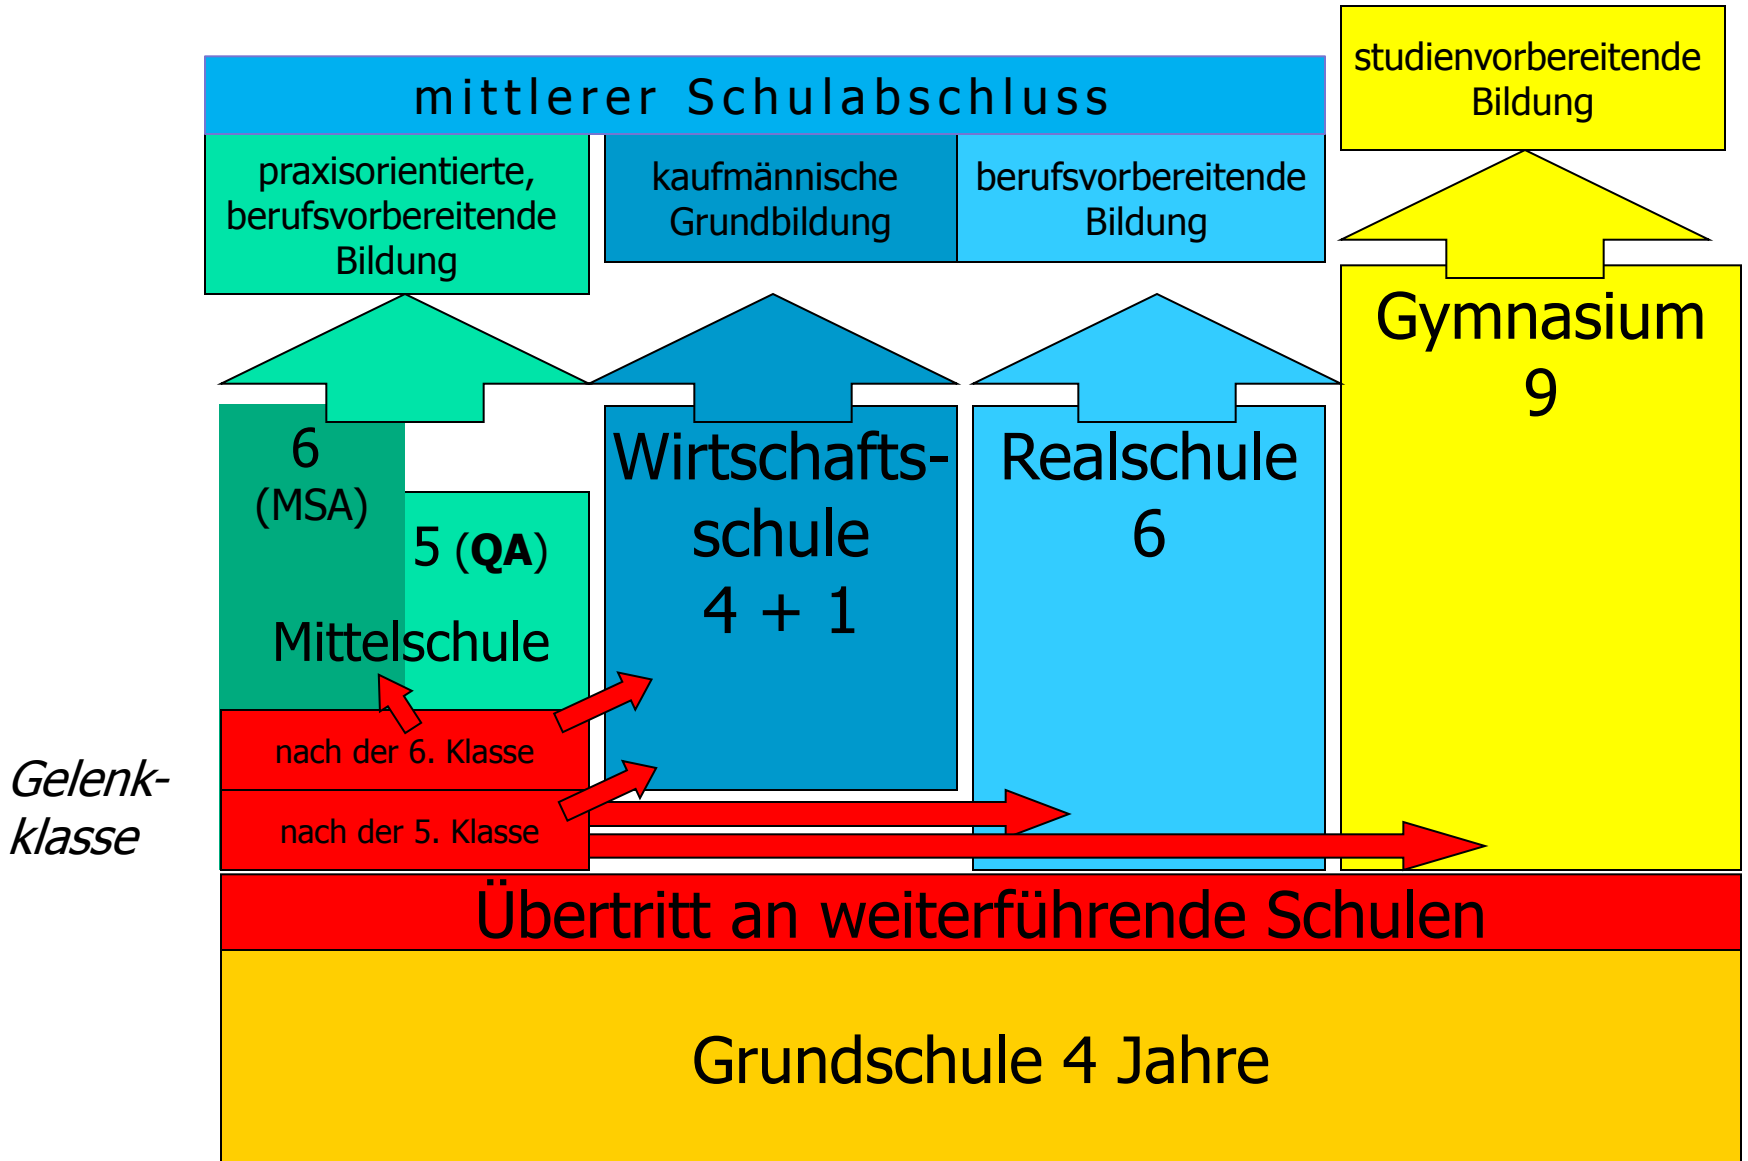 studienvorbereitende
Bildung
mittlerer Schulabschluss
praxisorientierte,
berufsvorbereitende
Bildung
kaufmännische
Grundbildung
berufsvorbereitende
Bildung
Gymnasium
9
6
(MSA)
5 (QA)
Mittelschule
Wirtschafts-
schule
4 + 1
Realschule
6
nach der 6. Klasse
Gelenk-
klasse
nach der 5. Klasse
Übertritt an weiterführende Schulen
Grundschule 4 Jahre